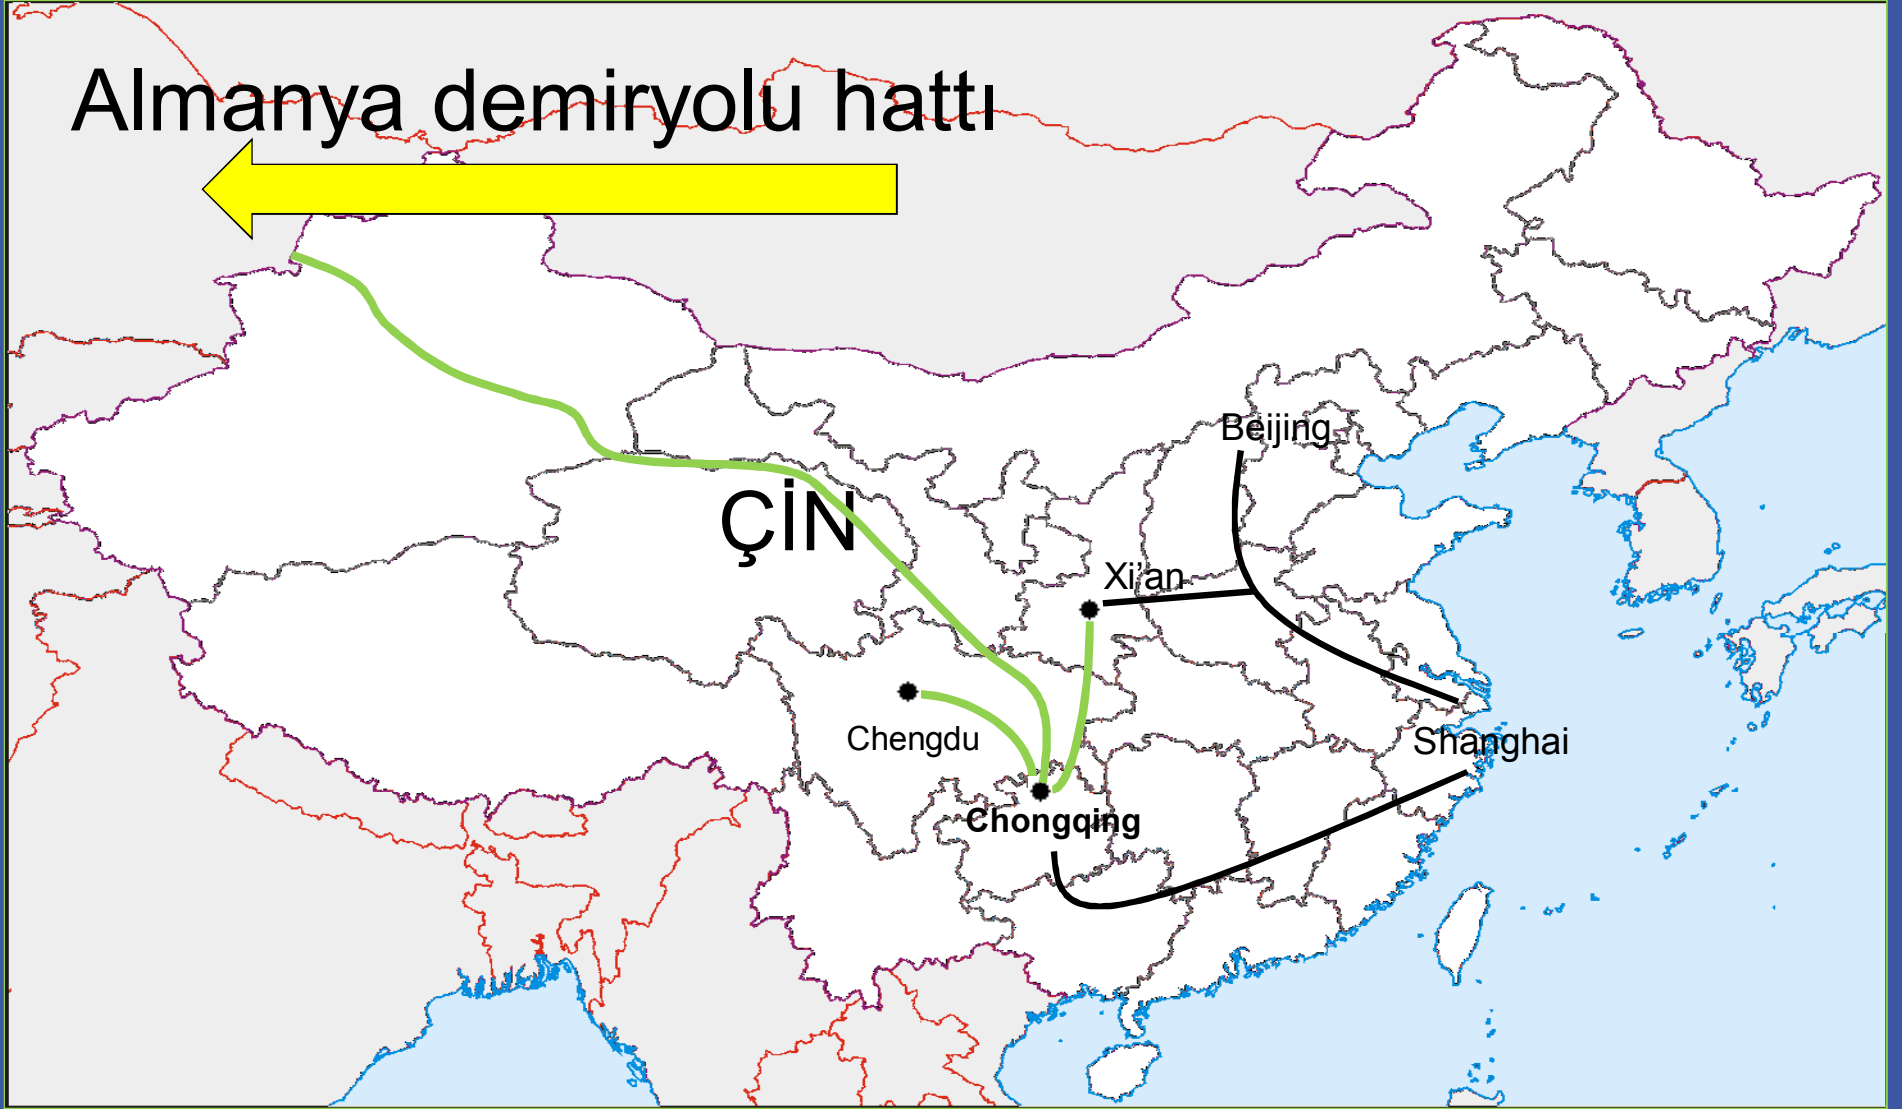 Almanya demiryolu hattı
Beijing
ÇİN
Xi’an
Chengdu
Shanghai
Chongqing